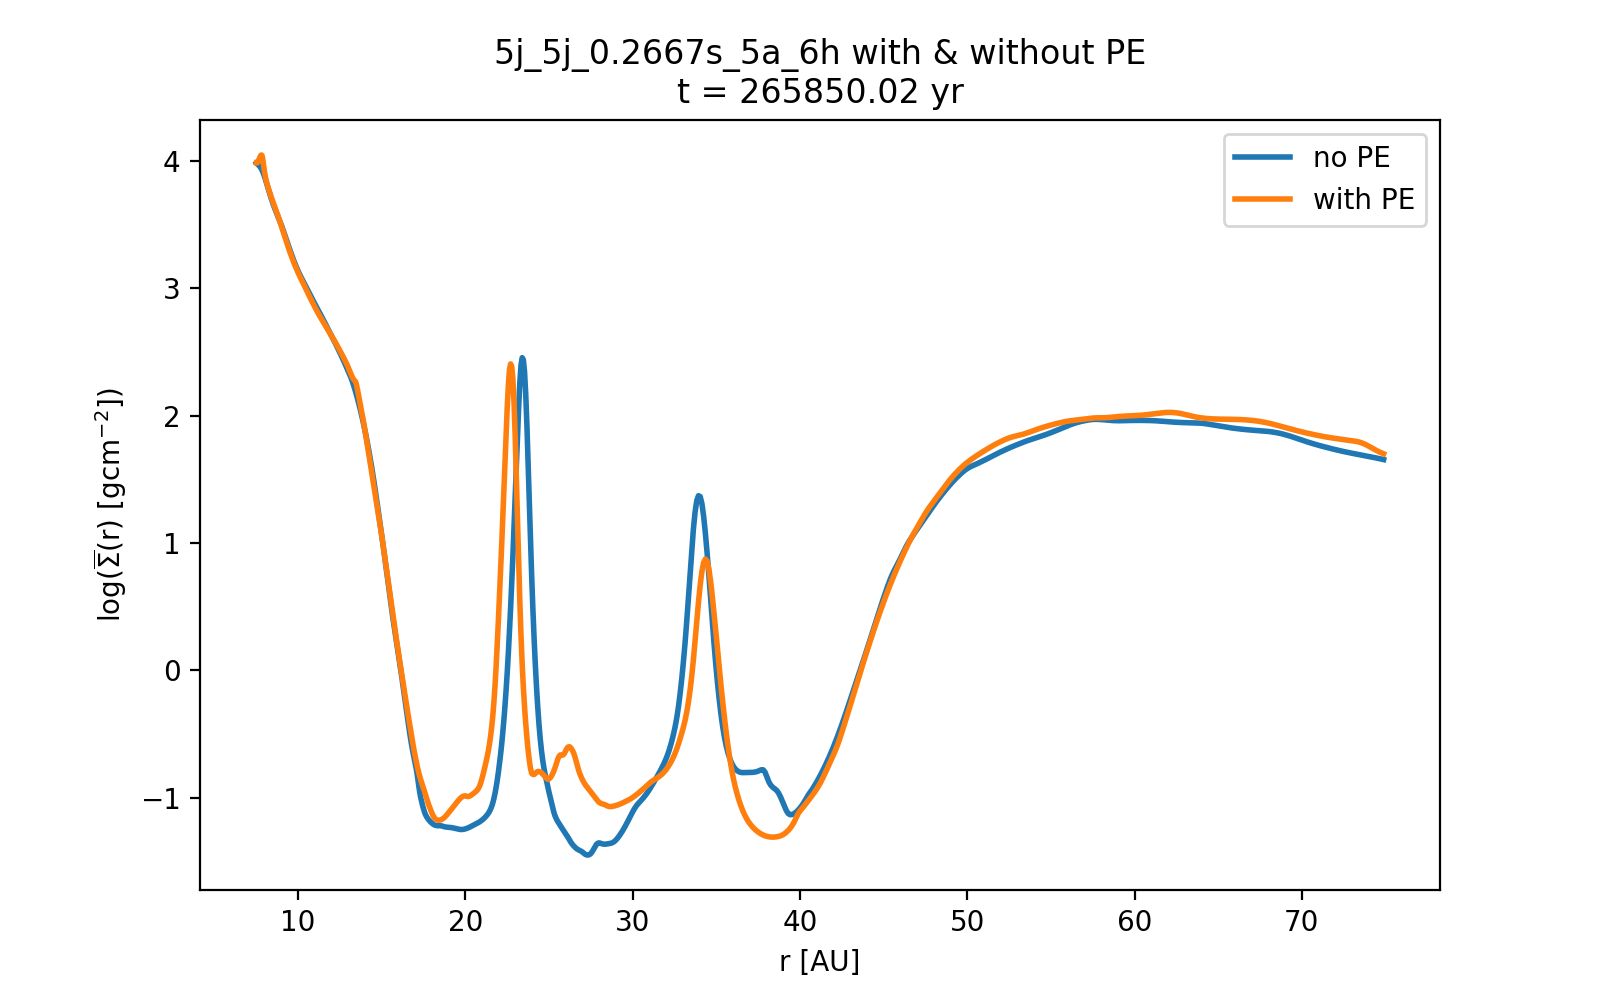 5j_5j_0.2667s_5a_6h with & without PE
t = 265850.02 yr
no PE
with PE
4
3
2
1
0
−1
log(Σ̅(r) [gcm⁻²])
10 20 30 40 50 60 70
r [AU]